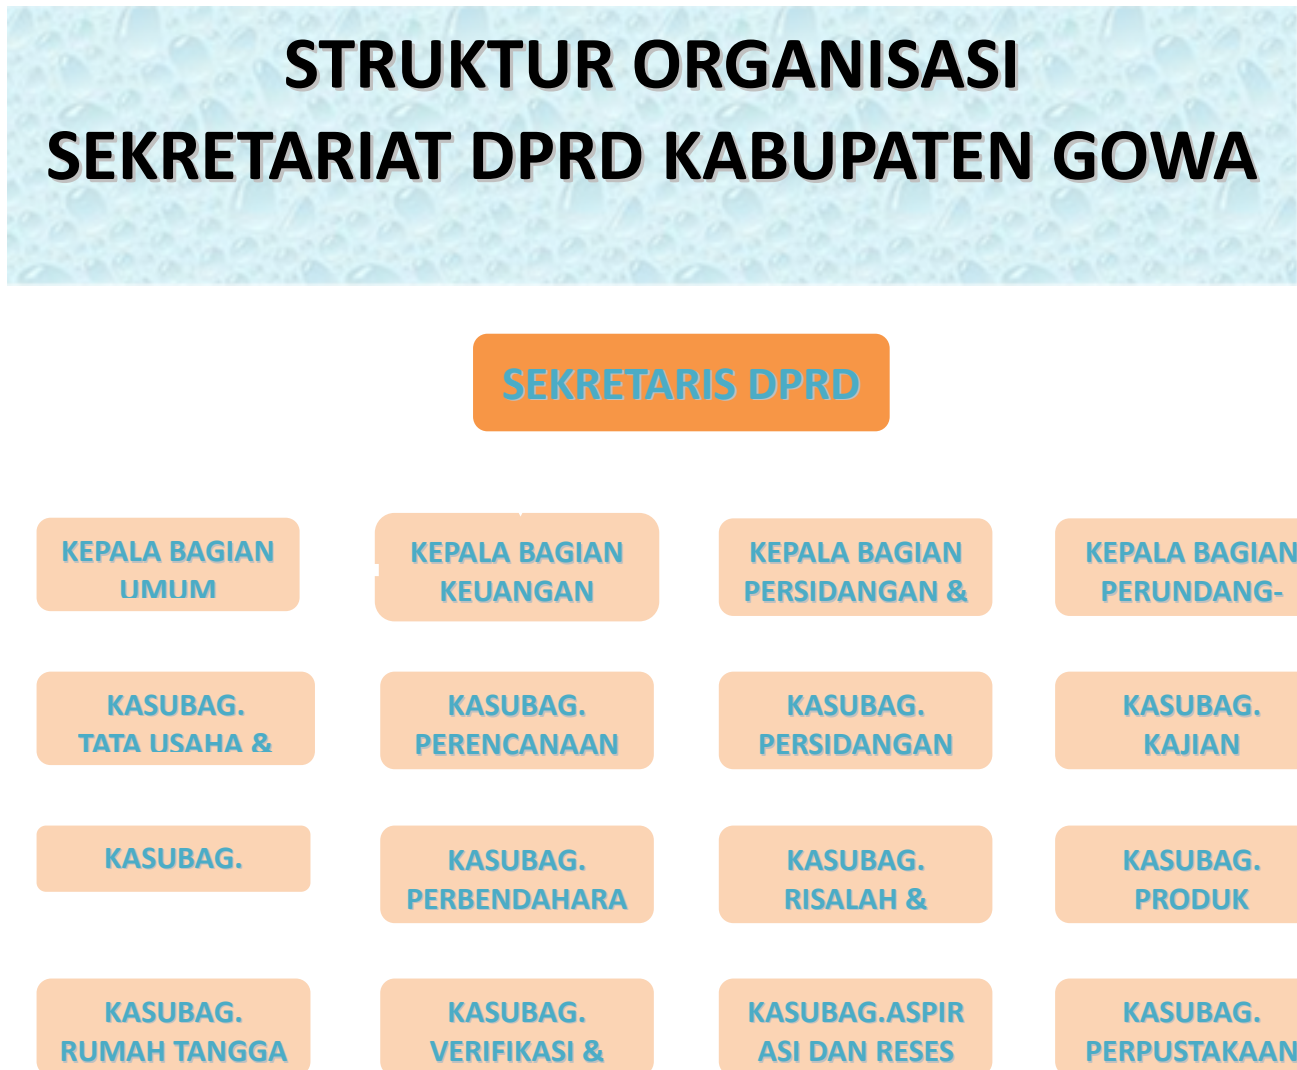 STRUKTUR ORGANISASI
SEKRETARIAT DPRD KABUPATEN GOWA
SEKRETARIS DPRD
KEPALA BAGIAN
UMUM
KEPALA BAGIAN
KEUANGAN
KEPALA BAGIAN
PERSIDANGAN &
KEPALA BAGIAN
PERUNDANG-
KASUBAG.
TATA USAHA &
KASUBAG.
PERENCANAAN
KASUBAG.
PERSIDANGAN
KASUBAG.
KAJIAN
KASUBAG.
KASUBAG.
PERBENDAHARA
KASUBAG.
RISALAH &
KASUBAG.
PRODUK
KASUBAG.
RUMAH TANGGA
KASUBAG.
VERIFIKASI &
KASUBAG.ASPIR
ASI DAN RESES
KASUBAG.
PERPUSTAKAAN